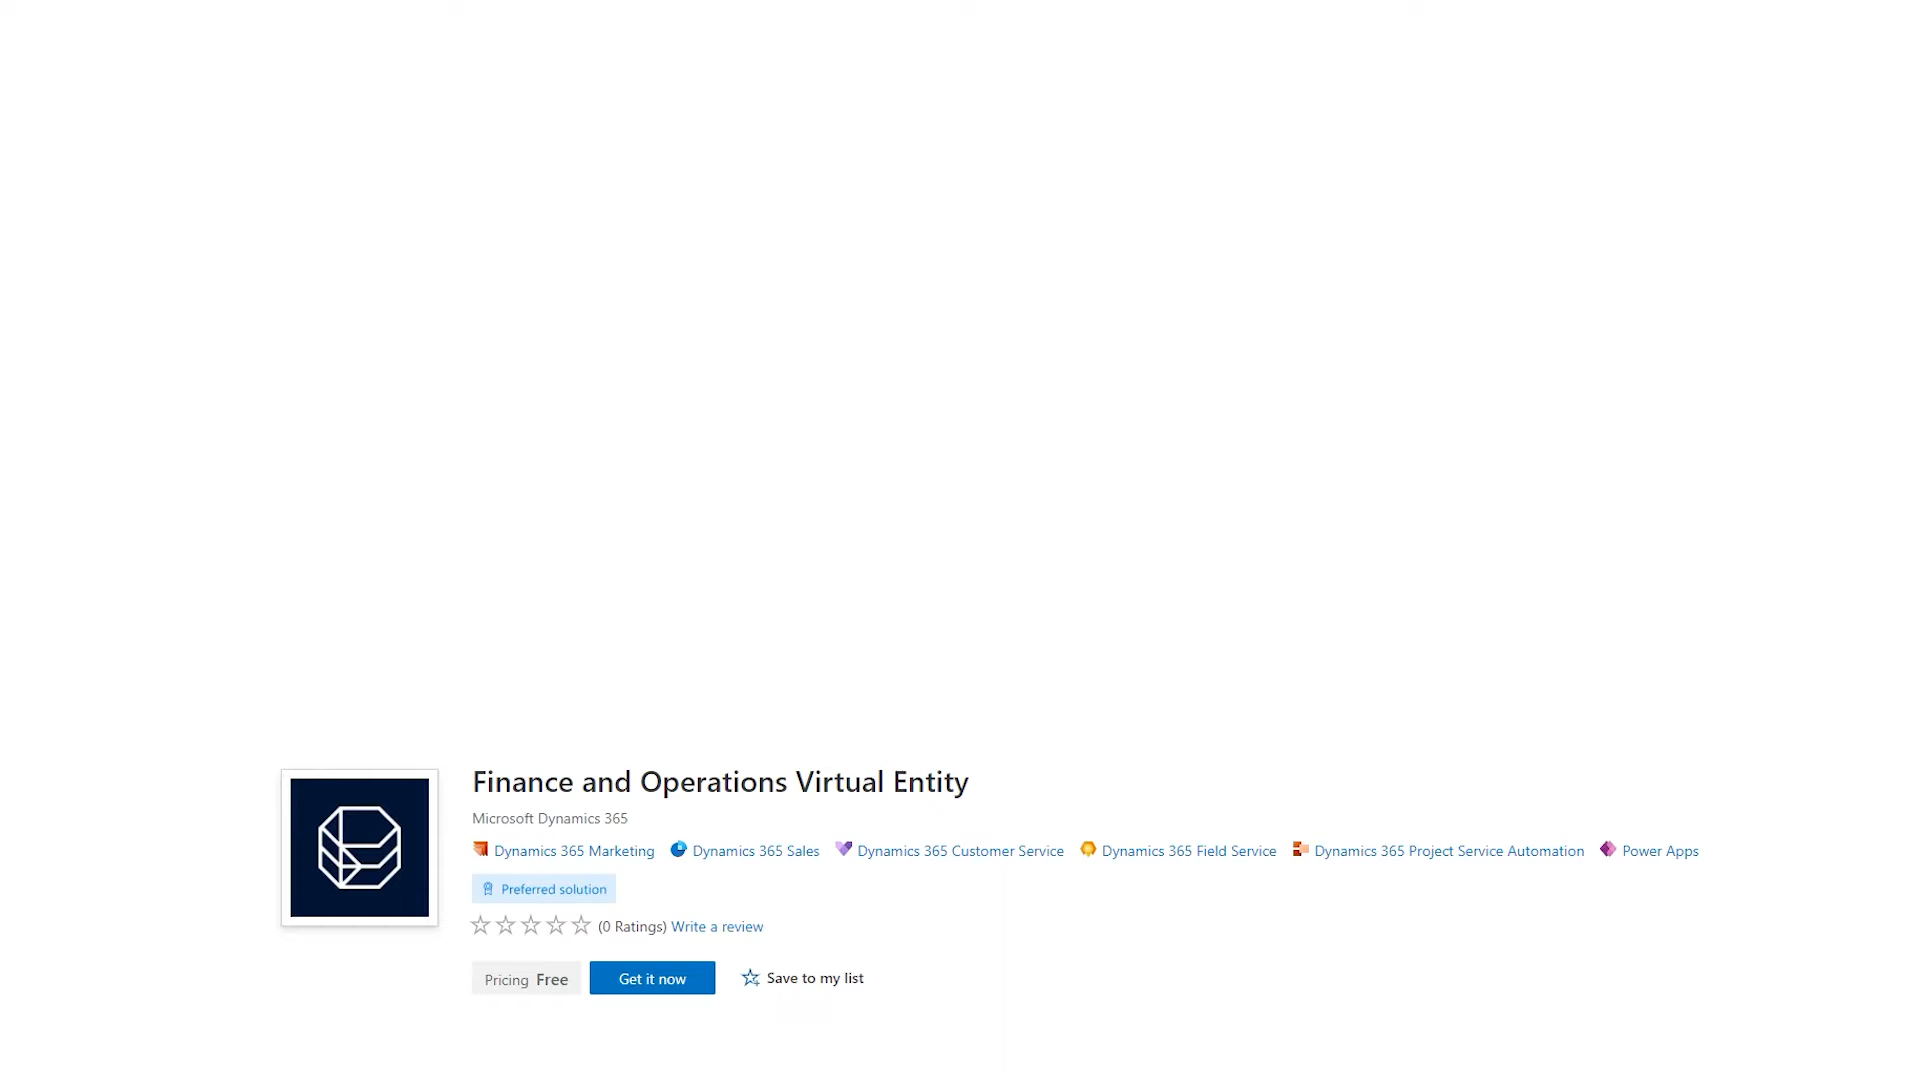 Finance and Operations Virtual Entity
Microsoft Dynamics 365
Dynamics 365 Marketing Dynamics 365 Sales Dynamics 365 Customer Service Dynamics 365 Field Service Dynamics 365 Project Service Automation Power Apps
Preferred solution
(0 Ratings) Write a review
Pricing Free Get it now Save to my list